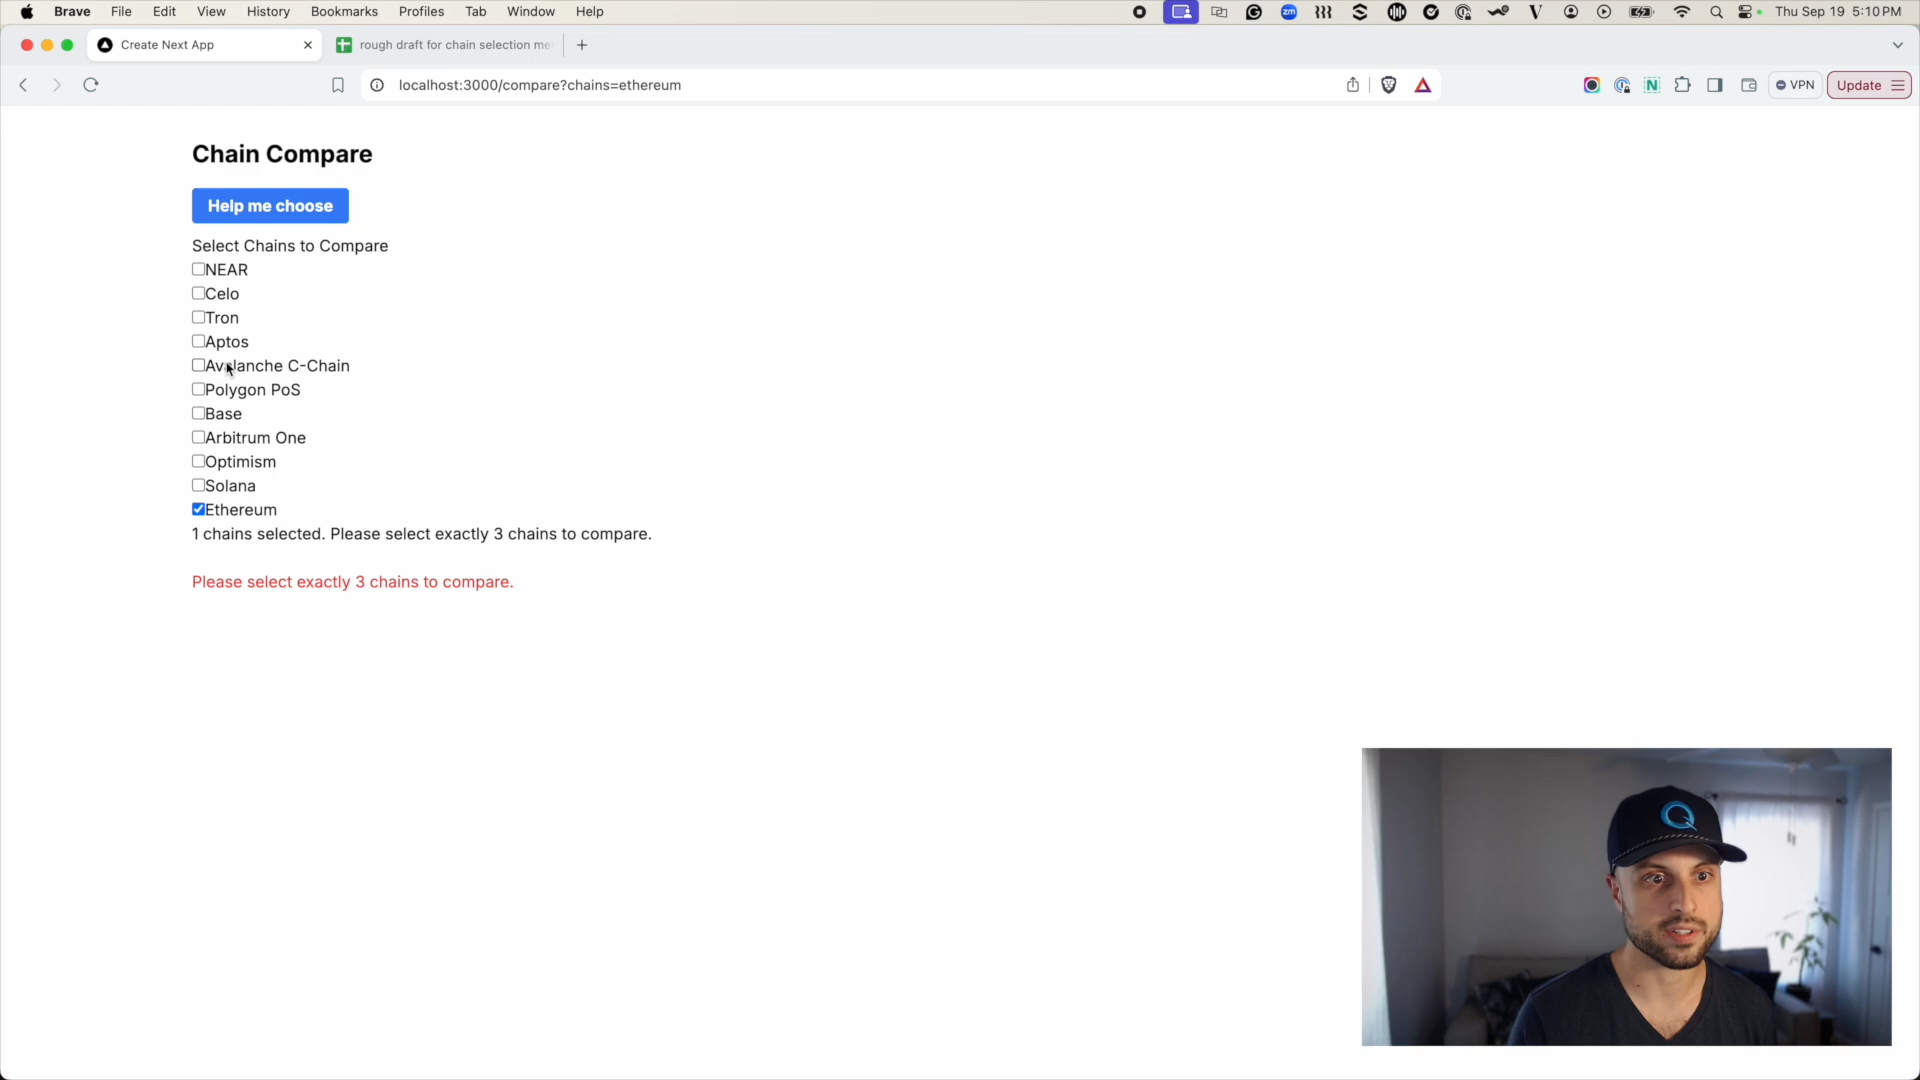 Brave File Edit View History Bookmarks Profiles Tab Window Help zm V Thu Sep 19 5:10 PM
Create Next App rough draft for chain selection me
localhost:3000/compare?chains=ethereum N VPN Update
Chain Compare
Help me choose
Select Chains to Compare
NEAR
Celo
Tron
Aptos
Avalanche C-Chain
Polygon PoS
Base
Arbitrum One
Optimism
Solana
Ethereum
1 chains selected. Please select exactly 3 chains to compare.
Please select exactly 3 chains to compare.